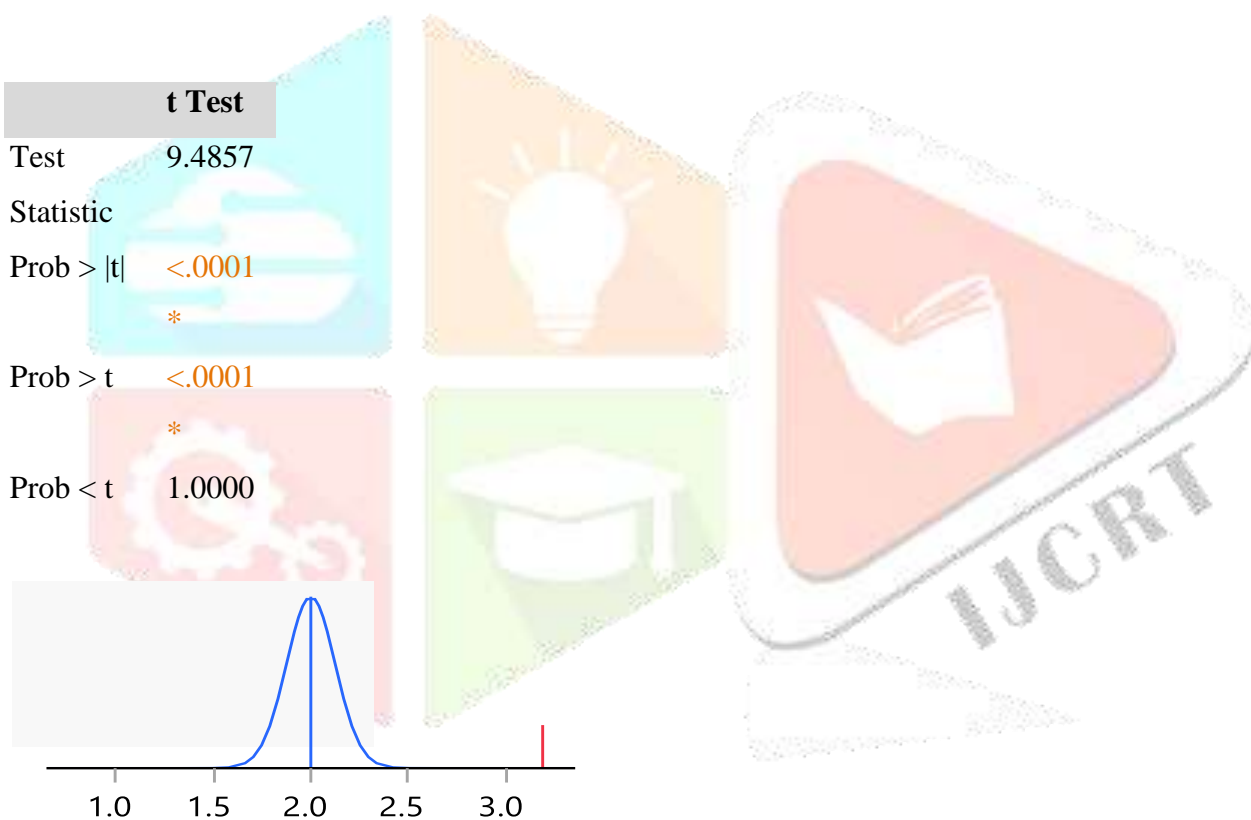 t Test
Test 9.4857
Statistic
Prob > |t| <.0001
*
Prob > t <.0001
*
Prob < t 1.0000
IJCRT
1.0 1.5 2.0 2.5 3.0